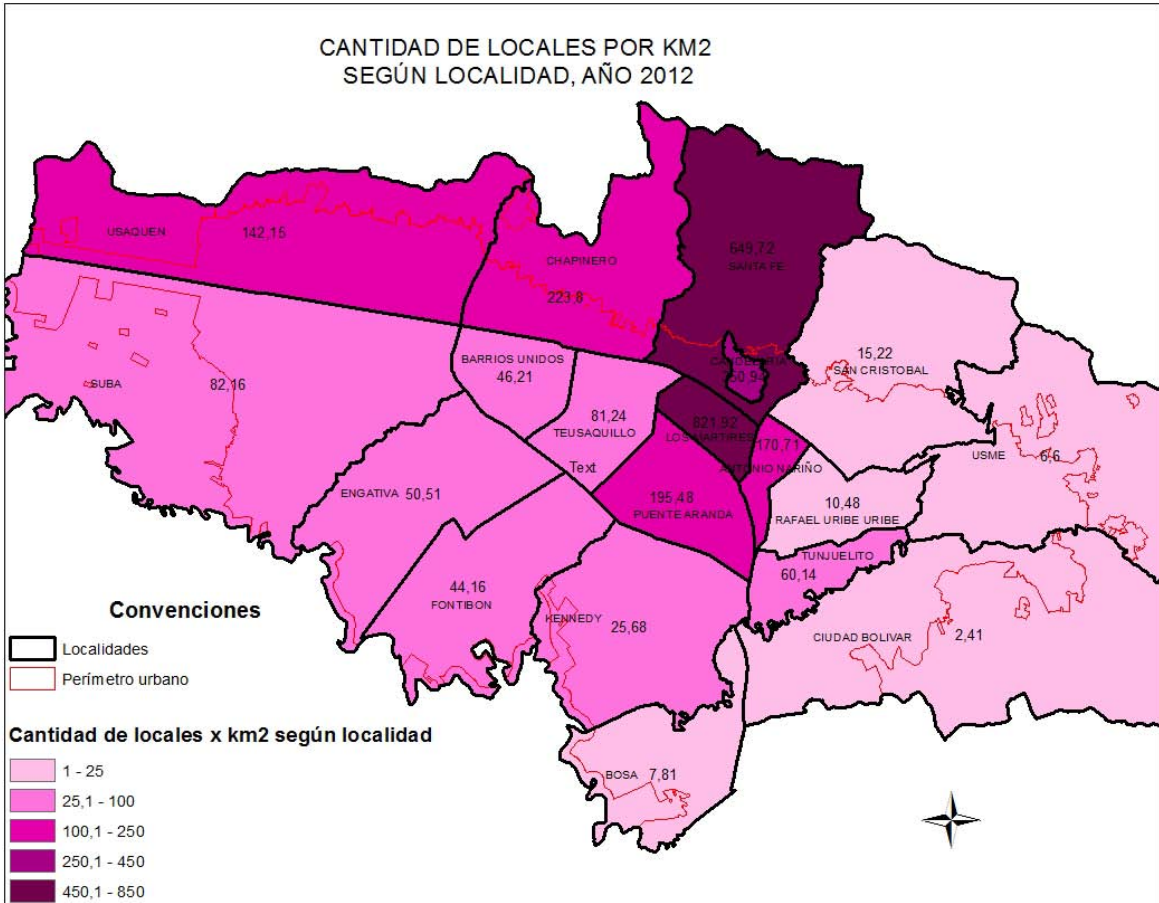 CANTIDAD DE LOCALES POR KM2
SEGÚN LOCALIDAD, AÑO 2012
USAQUEN
142,15
CHAPINERO
223,8
649,72
SANTA FE
CANDELARIA
BARRIOS UNIDOS
46,21
15,22
SAN CRISTOBAL
SUBA
82,16
81,24
TEUSAQUILLO
821,92
LOS MARTIRES
170,71
ANTONIO NARIÑO
USME
6,6
Text
ENGATIVA
50,51
195,48
PUENTE ARANDA
10,48
RAFAEL URIBE URIBE
TUNJUELITO
60,14
44,16
FONTIBON
KENNEDY
25,68
CIUDAD BOLIVAR
2,41
BOSA
7,81
Convenciones
Localidades
Perímetro urbano
Cantidad de locales x km2 según localidad
1 - 25
25,1 - 100
100,1 - 250
250,1 - 450
450,1 - 850